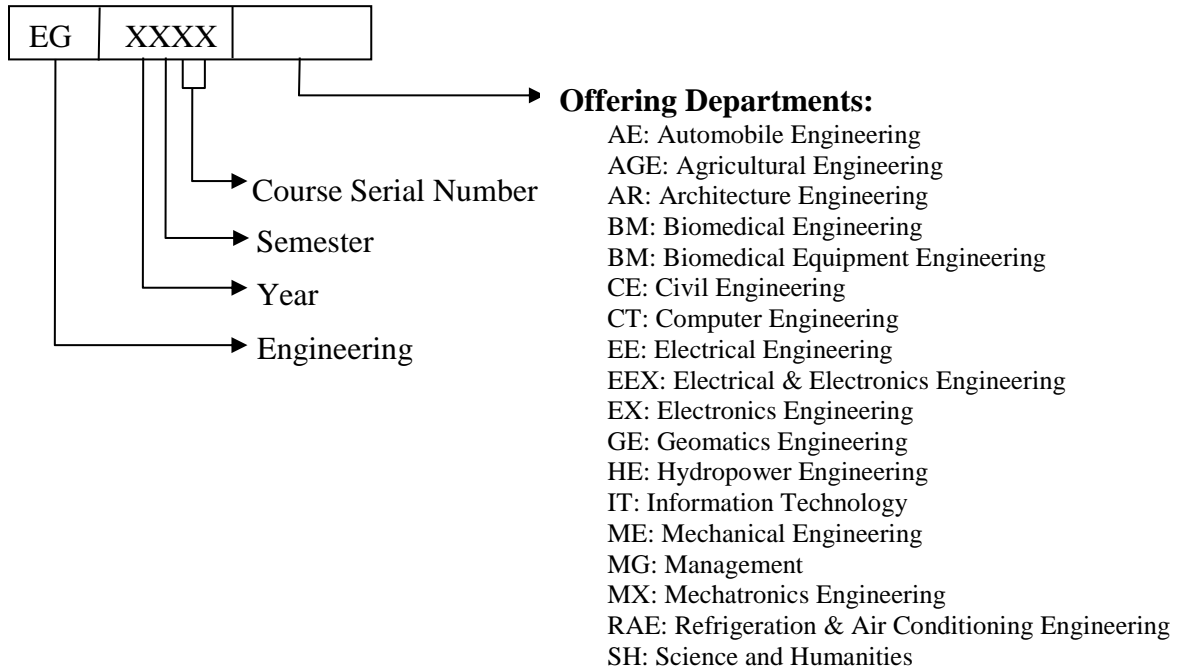 EG XXXX
Offering Departments:
AE: Automobile Engineering
AGE: Agricultural Engineering
AR: Architecture Engineering
BM: Biomedical Engineering
BM: Biomedical Equipment Engineering
CE: Civil Engineering
CT: Computer Engineering
EE: Electrical Engineering
EEX: Electrical & Electronics Engineering
EX: Electronics Engineering
GE: Geomatics Engineering
HE: Hydropower Engineering
IT: Information Technology
ME: Mechanical Engineering
MG: Management
MX: Mechatronics Engineering
RAE: Refrigeration & Air Conditioning Engineering
SH: Science and Humanities
Course Serial Number
Semester
Year
Engineering